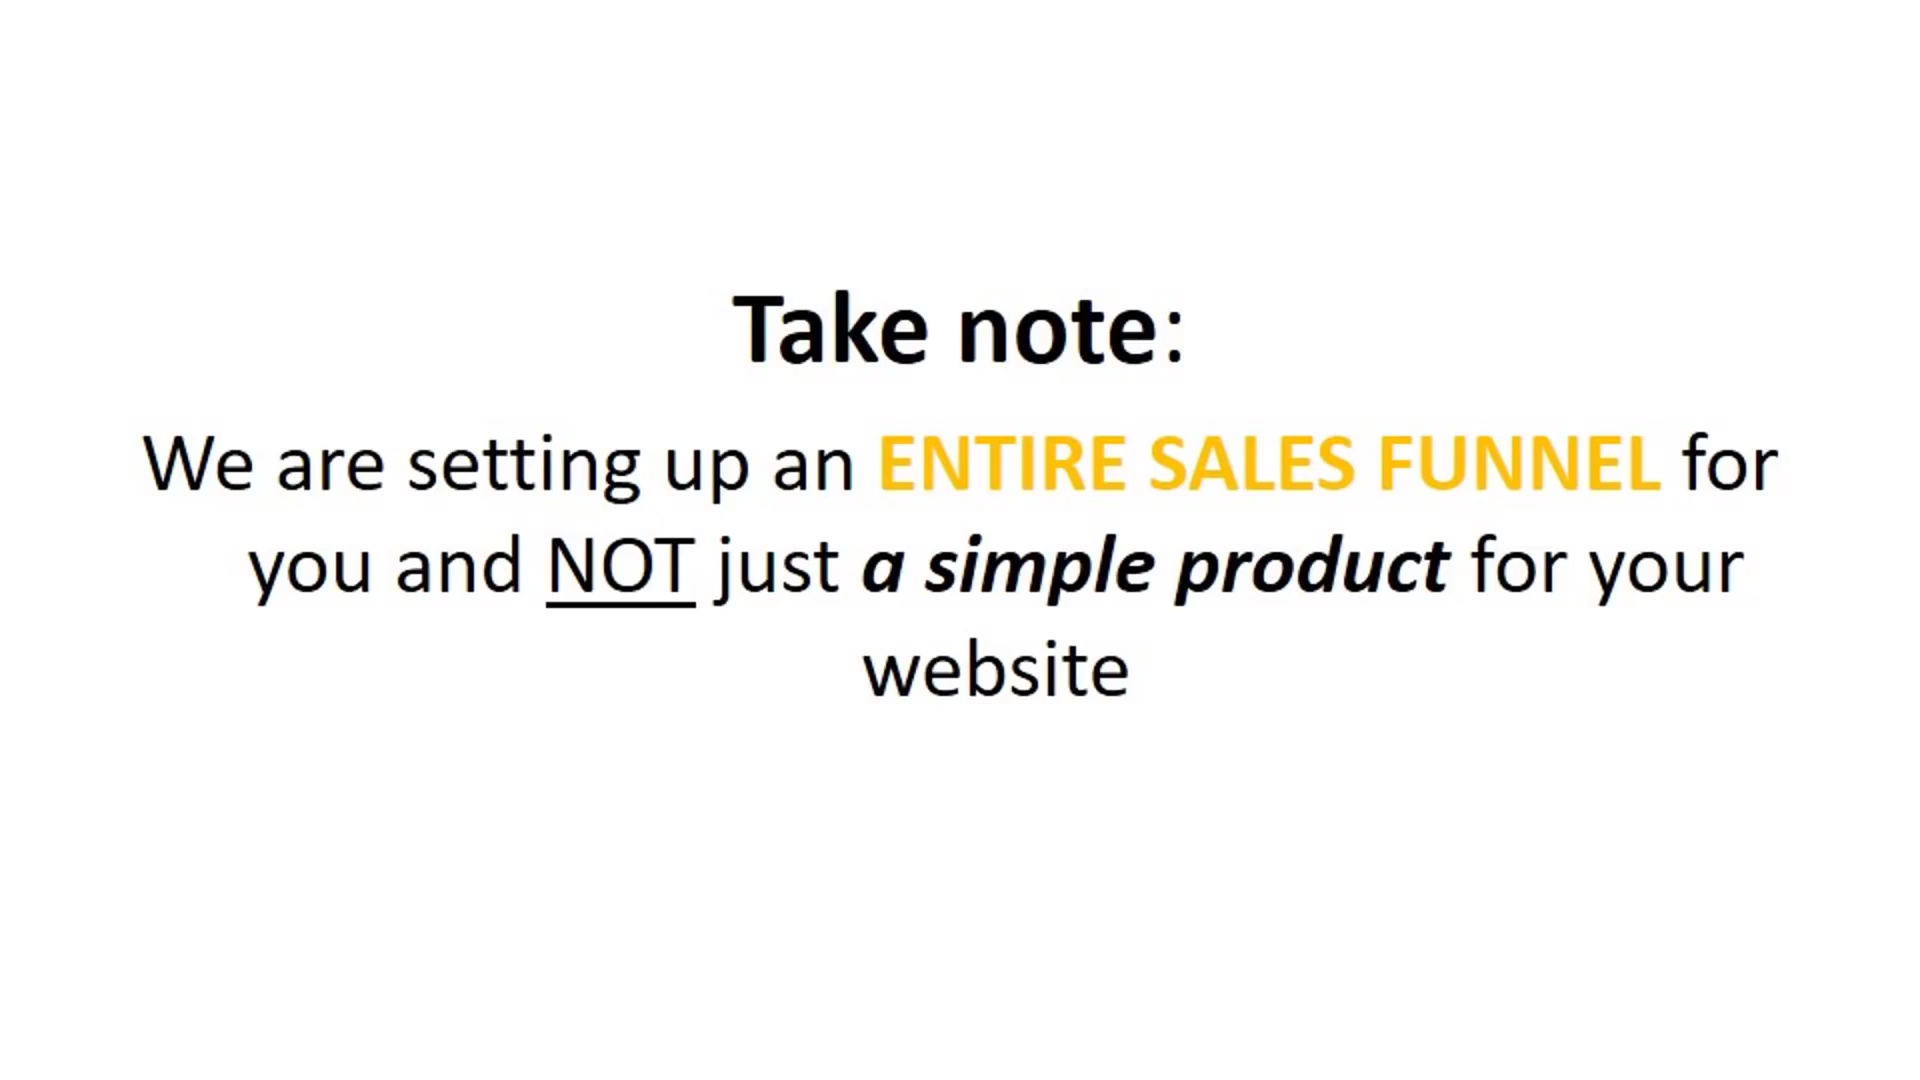 Take note:
We are setting up an ENTIRE SALES FUNNEL for
you and NOT just a simple product for your
website